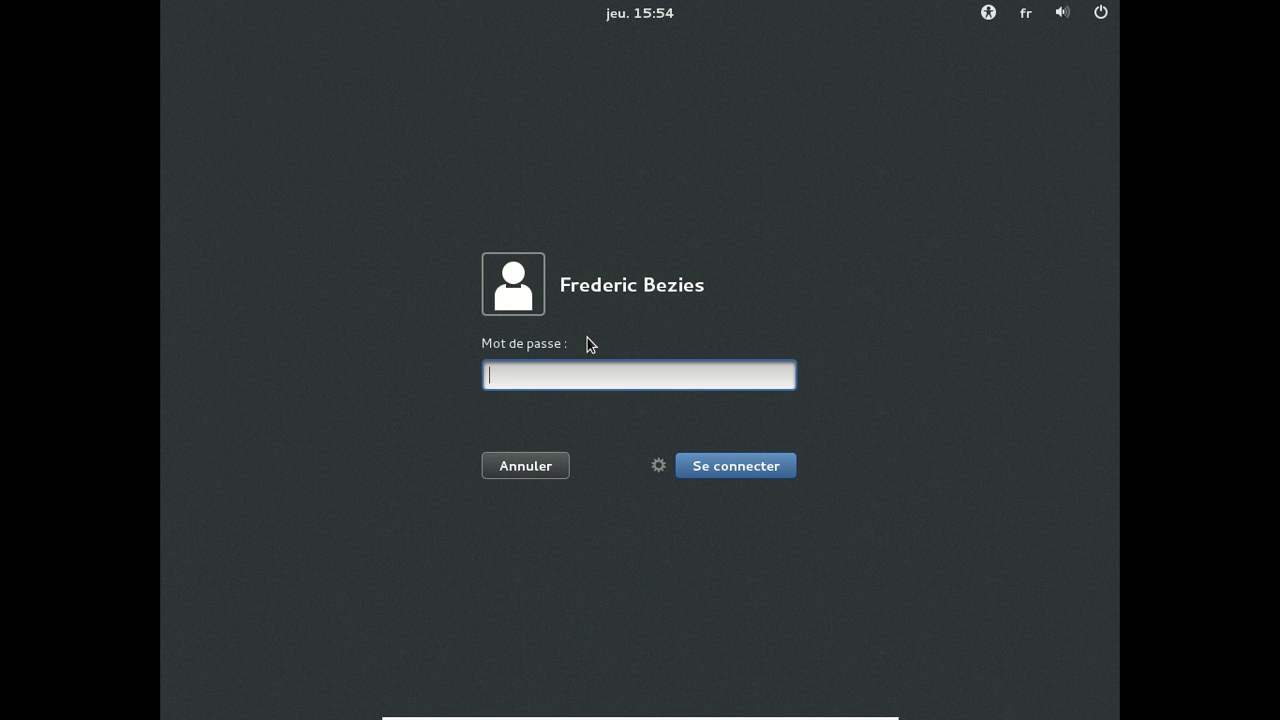 jeu. 15:54
fr
Frederic Bezies
Mot de passe :
Annuler
Se connecter